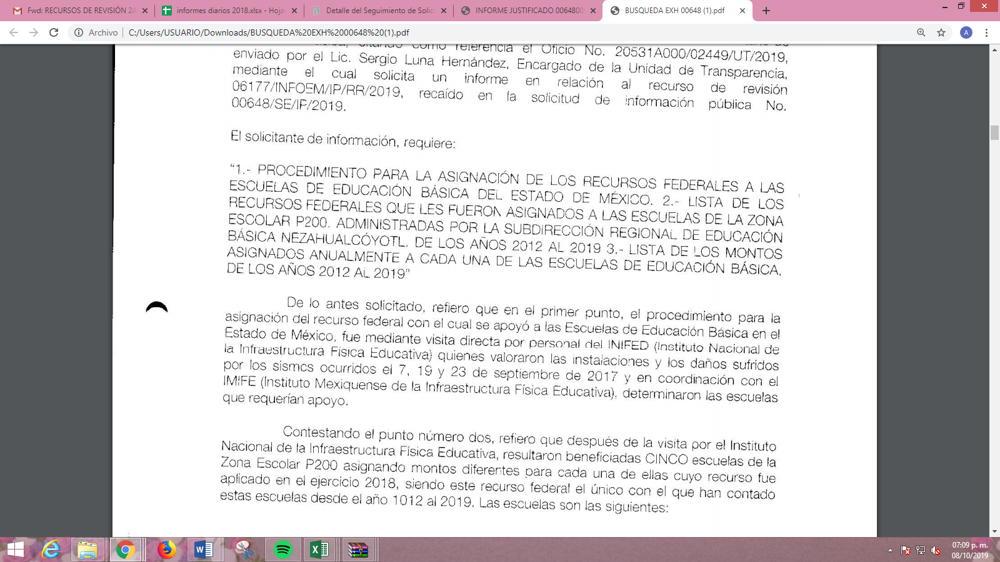 Fwd: RECURSOS DE REVISIÓN 2A
informes diarios 2018.xlsx - Hoja
Detalle del Seguimiento de Solic
INFORME JUSTIFICADO 0064800
BUSQUEDA EXH 00648 (1).pdf
Archivo
C:/Users/USUARIO/Downloads/BUSQUEDA%20EXH%2000648%20(1).pdf
A
citando como referencia el Oficio No. 20531A000/02449/UT/2019,
enviado por el Lic. Sergio Luna Hernández, Encargado de la Unidad de Transparencia,
mediante el cual solicita un informe en relación al recurso de revisión
06177/INFOEM/IP/RR/2019, recaído en la solicitud de información pública No.
00648/SE/IP/2019.
El solicitante de información, requiere:
“1.- PROCEDIMIENTO PARA LA ASIGNACIÓN DE LOS RECURSOS FEDERALES A LAS
ESCUELAS DE EDUCACIÓN BÁSICA DEL ESTADO DE MÉXICO. 2.- LISTA DE LOS
RECURSOS FEDERALES QUE LES FUERON ASIGNADOS A LAS ESCUELAS DE LA ZONA
ESCOLAR P200. ADMINISTRADAS POR LA SUBDIRECCIÓN REGIONAL DE EDUCACIÓN
BÁSICA NEZAHUALCÓYOTL. DE LOS AÑOS 2012 AL 2019 3.- LISTA DE LOS MONTOS
ASIGNADOS ANUALMENTE A CADA UNA DE LAS ESCUELAS DE EDUCACIÓN BÁSICA.
DE LOS AÑOS 2012 AL 2019”
De lo antes solicitado, refiero que en el primer punto, el procedimiento para la
asignación del recurso federal con el cual se apoyó a las Escuelas de Educación Básica en el
Estado de México, fue mediante visita directa por personal del INIFED (Instituto Nacional de
la Infraestructura Física Educativa) quienes valoraron las instalaciones y los daños sufridos
por los sismos ocurridos el 7, 19 y 23 de septiembre de 2017 y en coordinación con el
IMIFE (Instituto Mexiquense de la Infraestructura Física Educativa), determinaron las escuelas
que requerían apoyo.
Contestando el punto número dos, refiero que después de la visita por el Instituto
Nacional de la Infraestructura Física Educativa, resultaron beneficiadas CINCO escuelas de la
Zona Escolar P200 asignando montos diferentes para cada una de ellas cuyo recurso fue
aplicado en el ejercicio 2018, siendo este recurso federal el único con el que han contado
estas escuelas desde el año 1012 al 2019. Las escuelas son las siguientes:
07:09 p. m.
08/10/2019